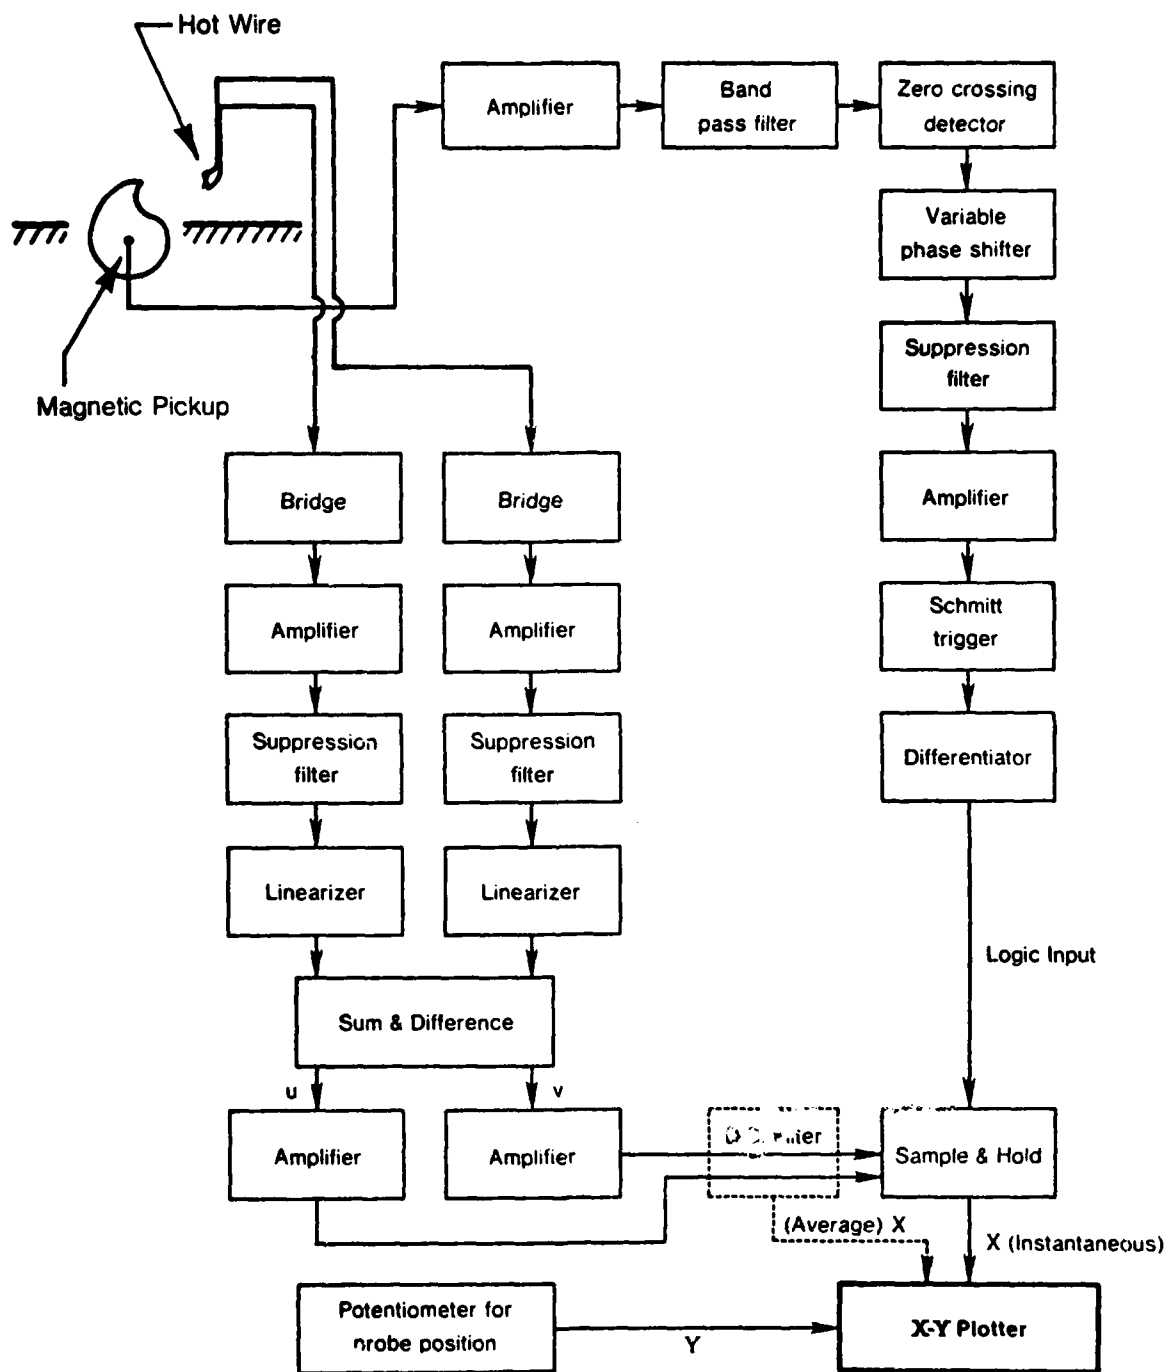 Hot Wire
Amplifier
Band
pass filter
Zero crossing
detector
Variable
phase shifter
Magnetic Pickup
Suppression
filter
Bridge
Bridge
Amplifier
Amplifier
Amplifier
Schmitt
trigger
Suppression
filter
Suppression
filter
Differentiator
Linearizer
Linearizer
Logic Input
Sum & Difference
u
v
Amplifier
Amplifier
Sample & Hold
(Average) X
X (Instantaneous)
Potentiometer for
probe position
Y
X-Y Plotter